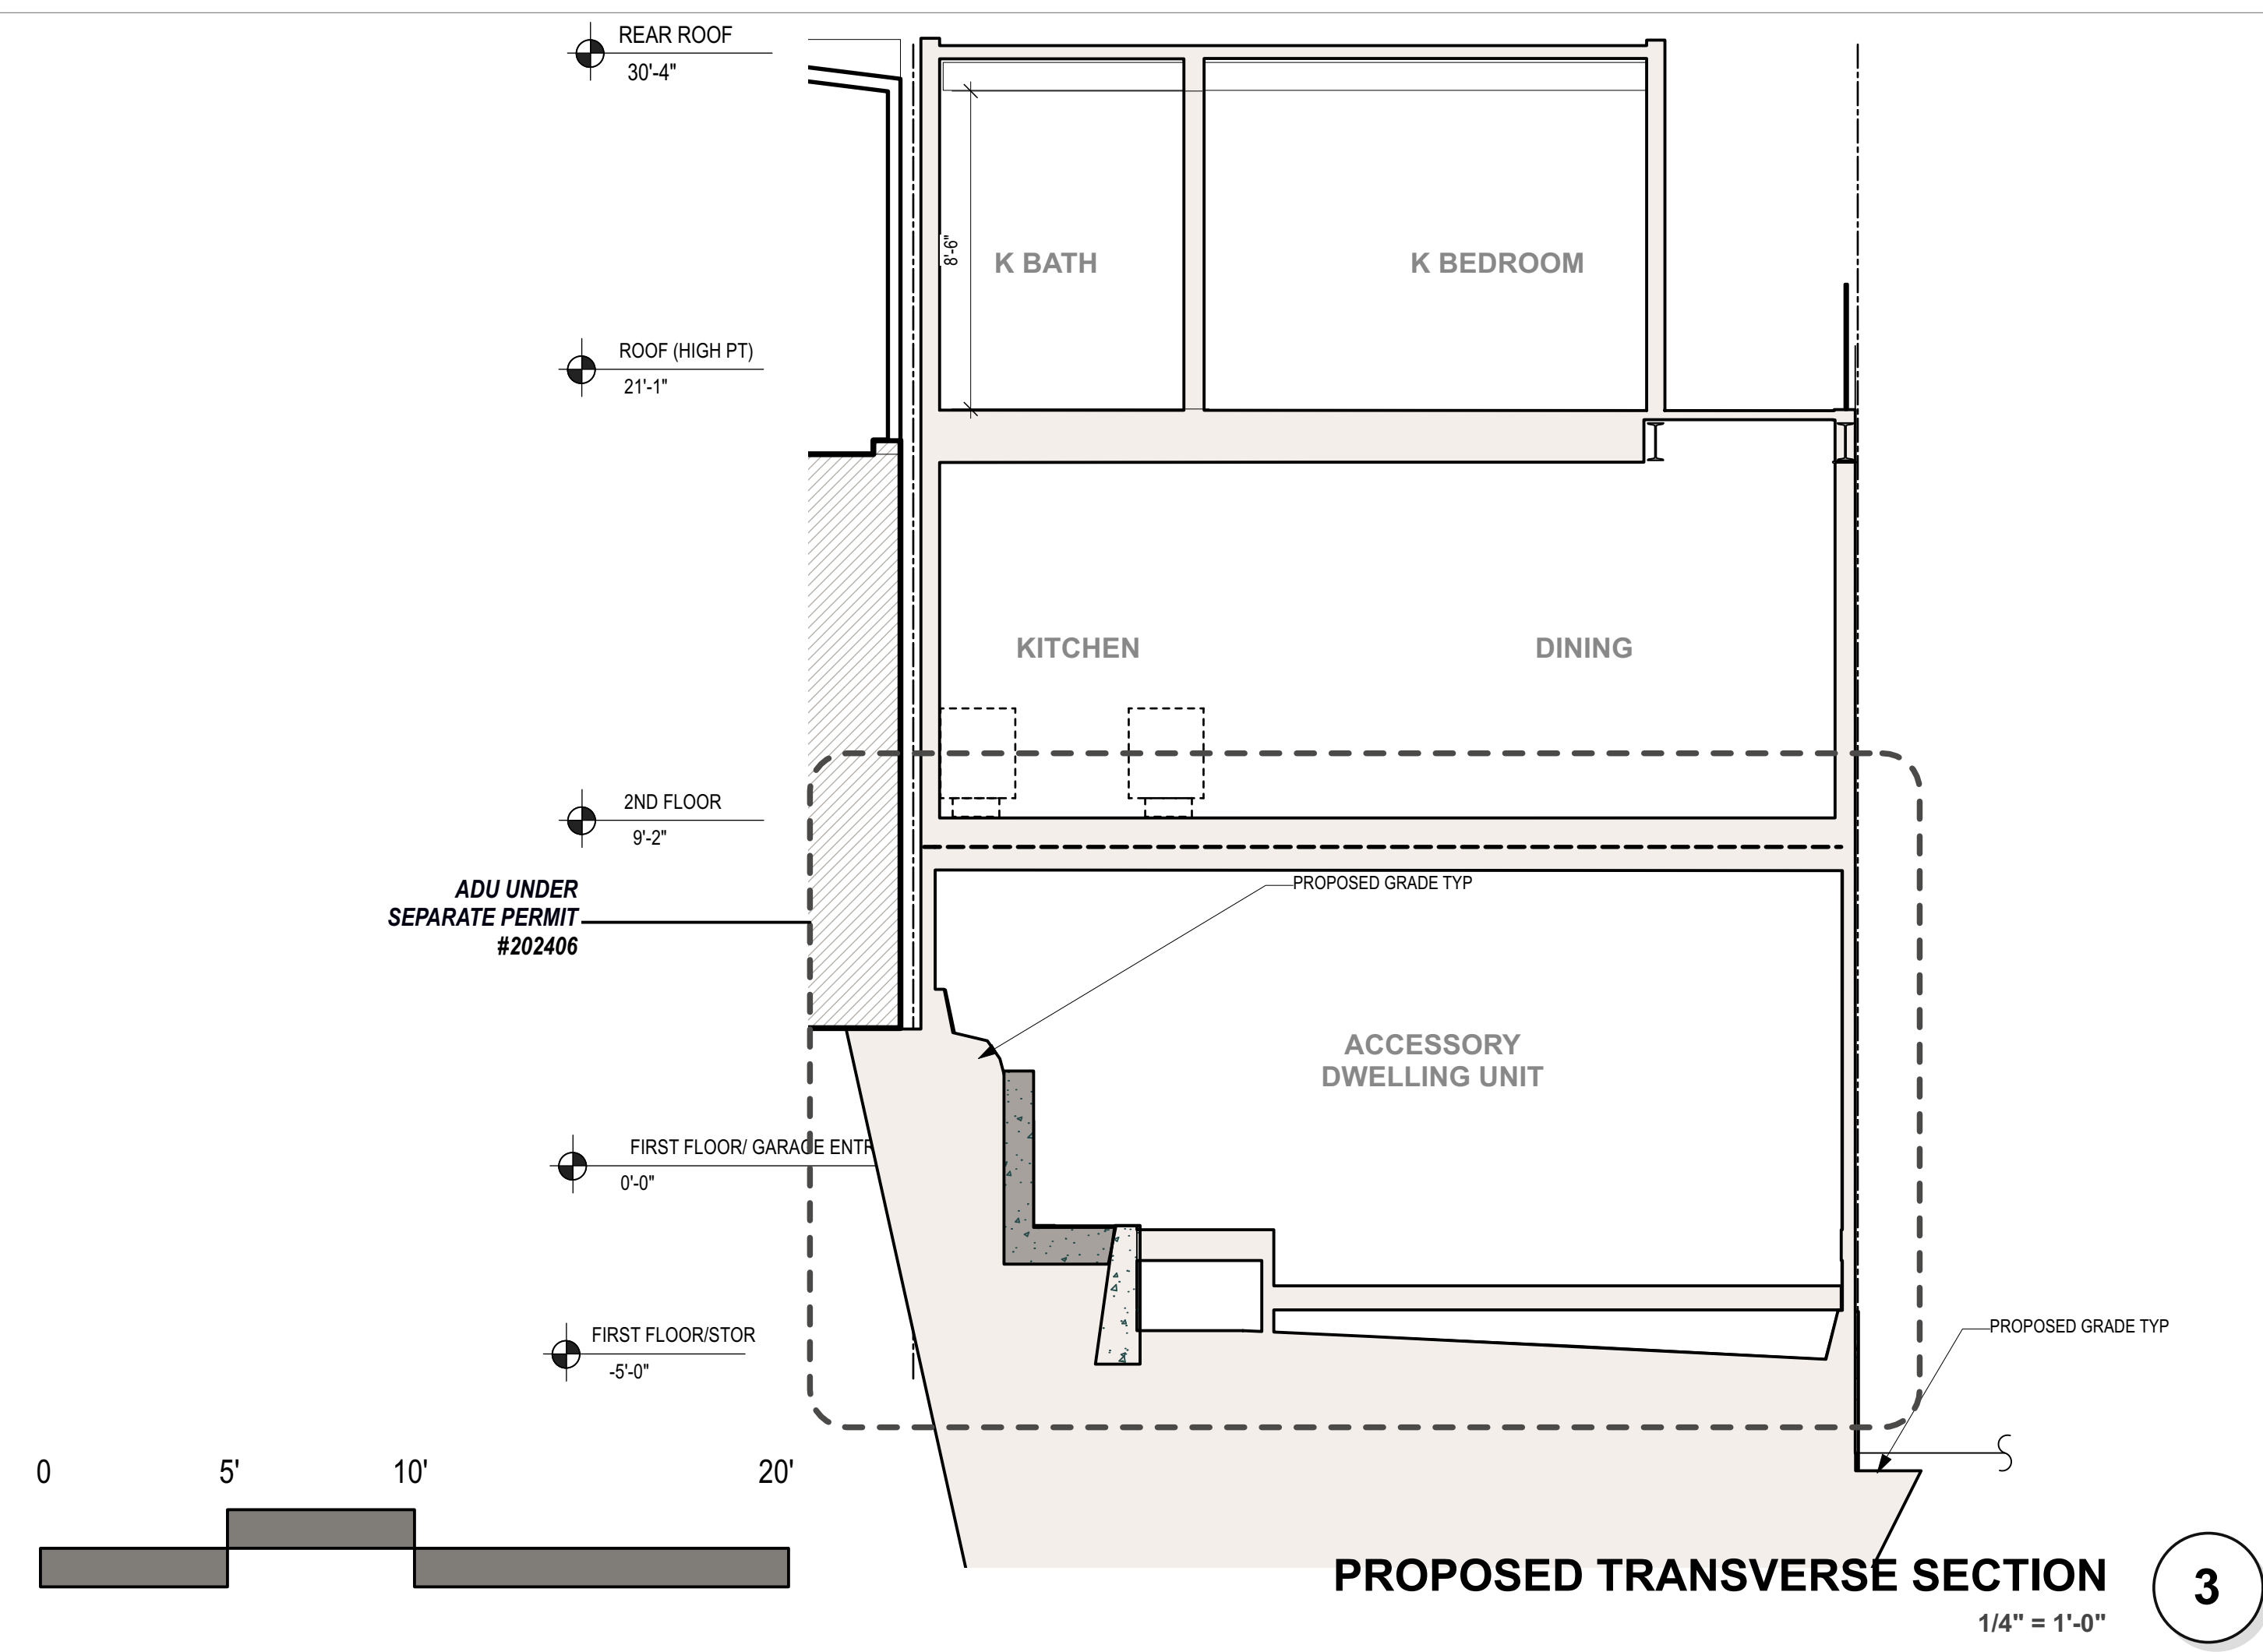 REAR ROOF
30'-4"
8'-6"
K BATH
K BEDROOM
ROOF (HIGH PT)
21'-1"
KITCHEN
DINING
2ND FLOOR
9'-2"
ADU UNDER
SEPARATE PERMIT
#202406
PROPOSED GRADE TYP
ACCESSORY
DWELLING UNIT
FIRST FLOOR/ GARAGE ENTR
0'-0"
FIRST FLOOR/STOR
-5'-0"
PROPOSED GRADE TYP
0 5' 10' 20'
PROPOSED TRANSVERSE SECTION
1/4" = 1'-0"
3